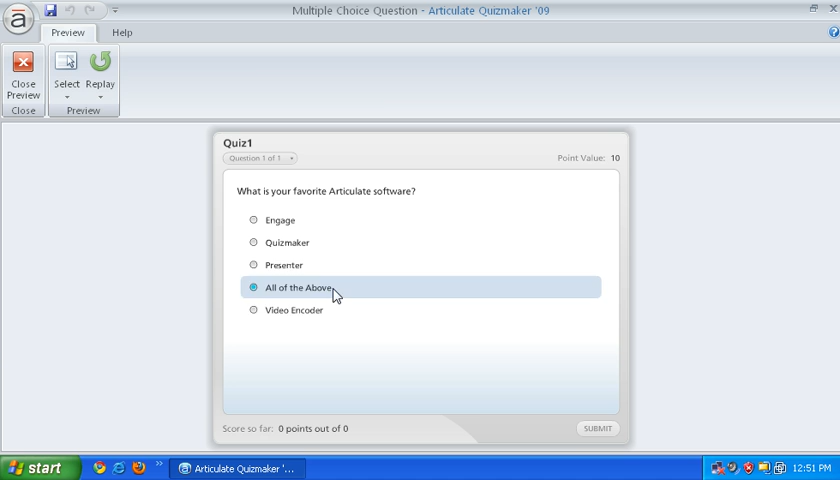 Multiple Choice Question - Articulate Quizmaker '09
Preview
Help
Close Preview
Select
Replay
Close
Preview
Quiz1
Question 1 of 1
Point Value: 10
What is your favorite Articulate software?
Engage
Quizmaker
Presenter
All of the Above
Video Encoder
Score so far: 0 points out of 0
SUBMIT
start
Articulate Quizmaker '...
12:51 PM